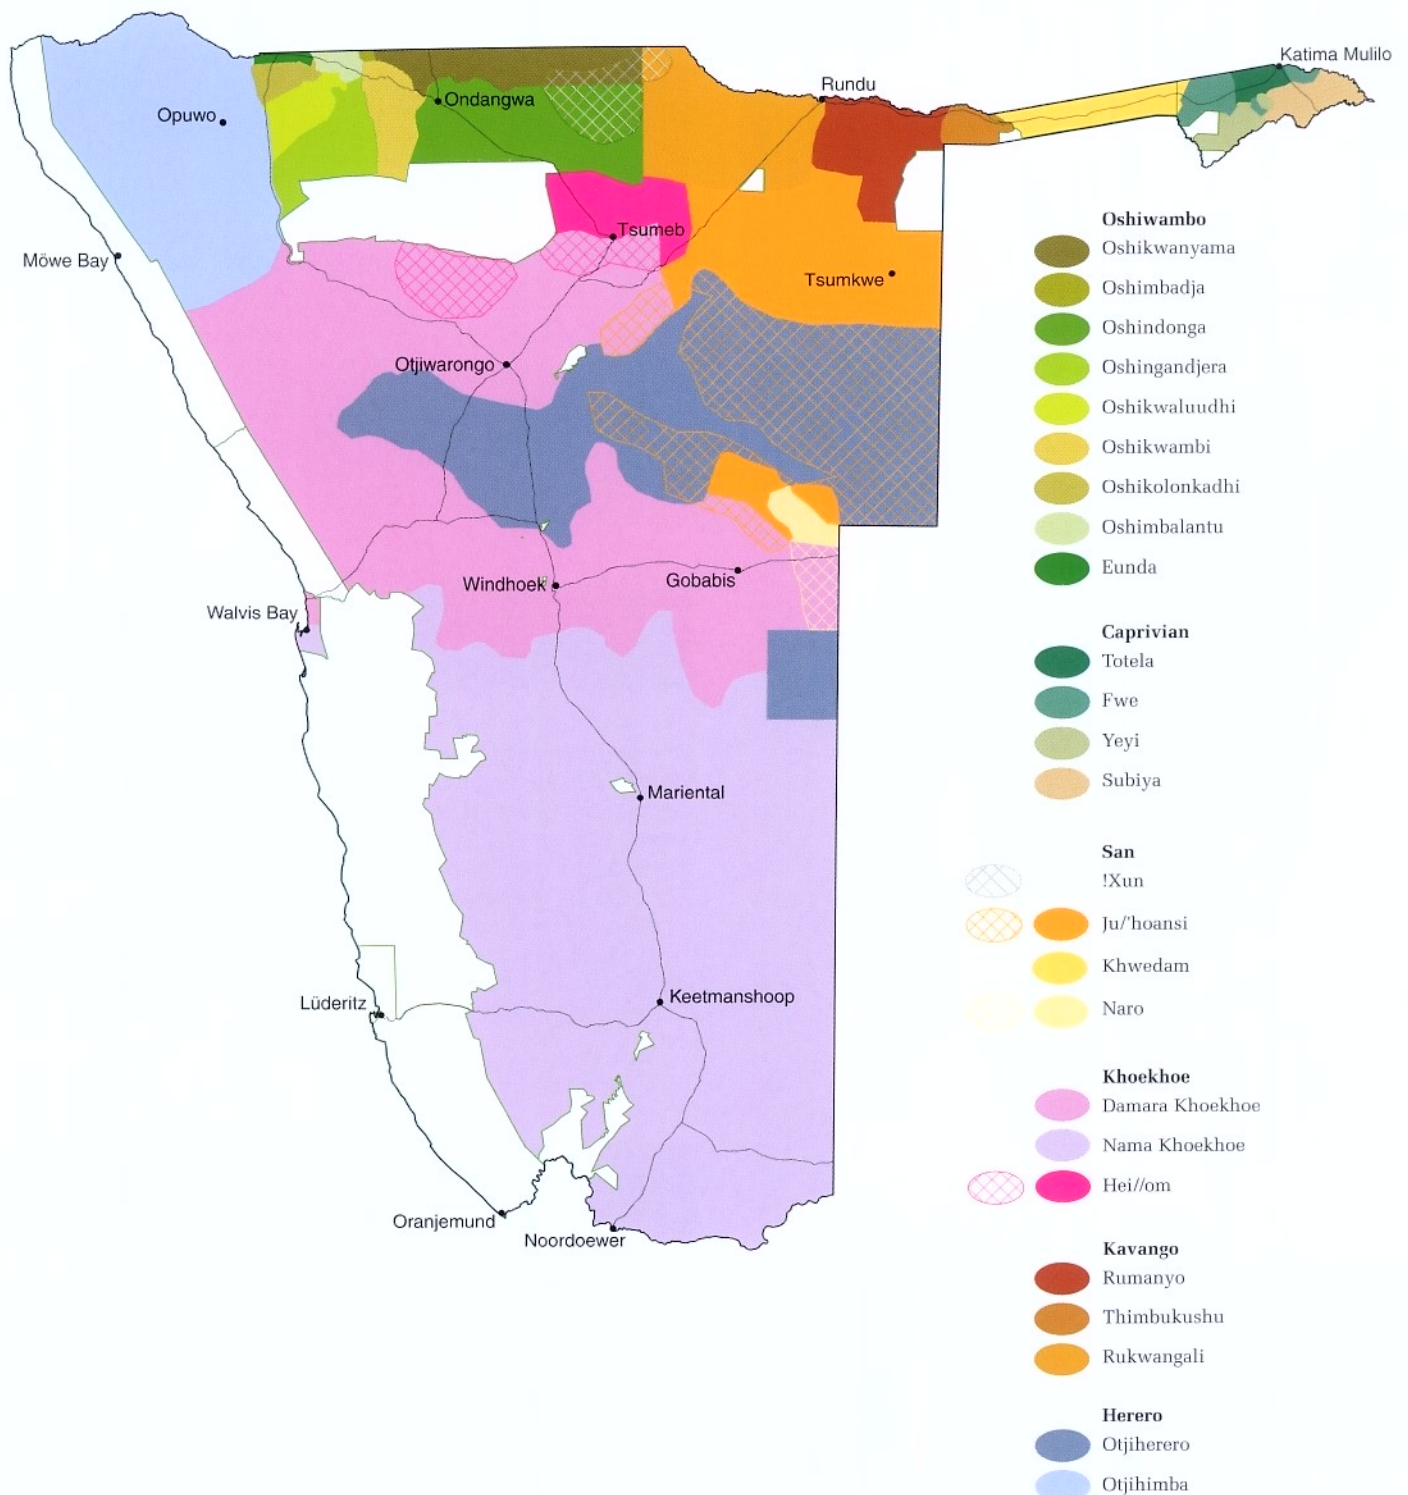 Katima Mulilo
Rundu
Ondangwa
Opuwo
Tsumeb
Möwe Bay
Tsumkwe
Otjiwarongo
Windhoek
Gobabis
Walvis Bay
Mariental
Keetmanshoop
Lüderitz
Oranjemund
Noordoewer
Oshiwambo
Oshikwanyama
Oshimbadja
Oshindonga
Oshingandjera
Oshikwaluudhi
Oshikwambi
Oshikolonkadhi
Oshimbalantu
Eunda
Caprivian
Totela
Fwe
Yeyi
Subiya
San
!Xun
Ju/'hoansi
Khwedam
Naro
Khoekhoe
Damara Khoekhoe
Nama Khoekhoe
Hei//om
Kavango
Rumanyo
Thimbukushu
Rukwangali
Herero
Otjiherero
Otjihimba